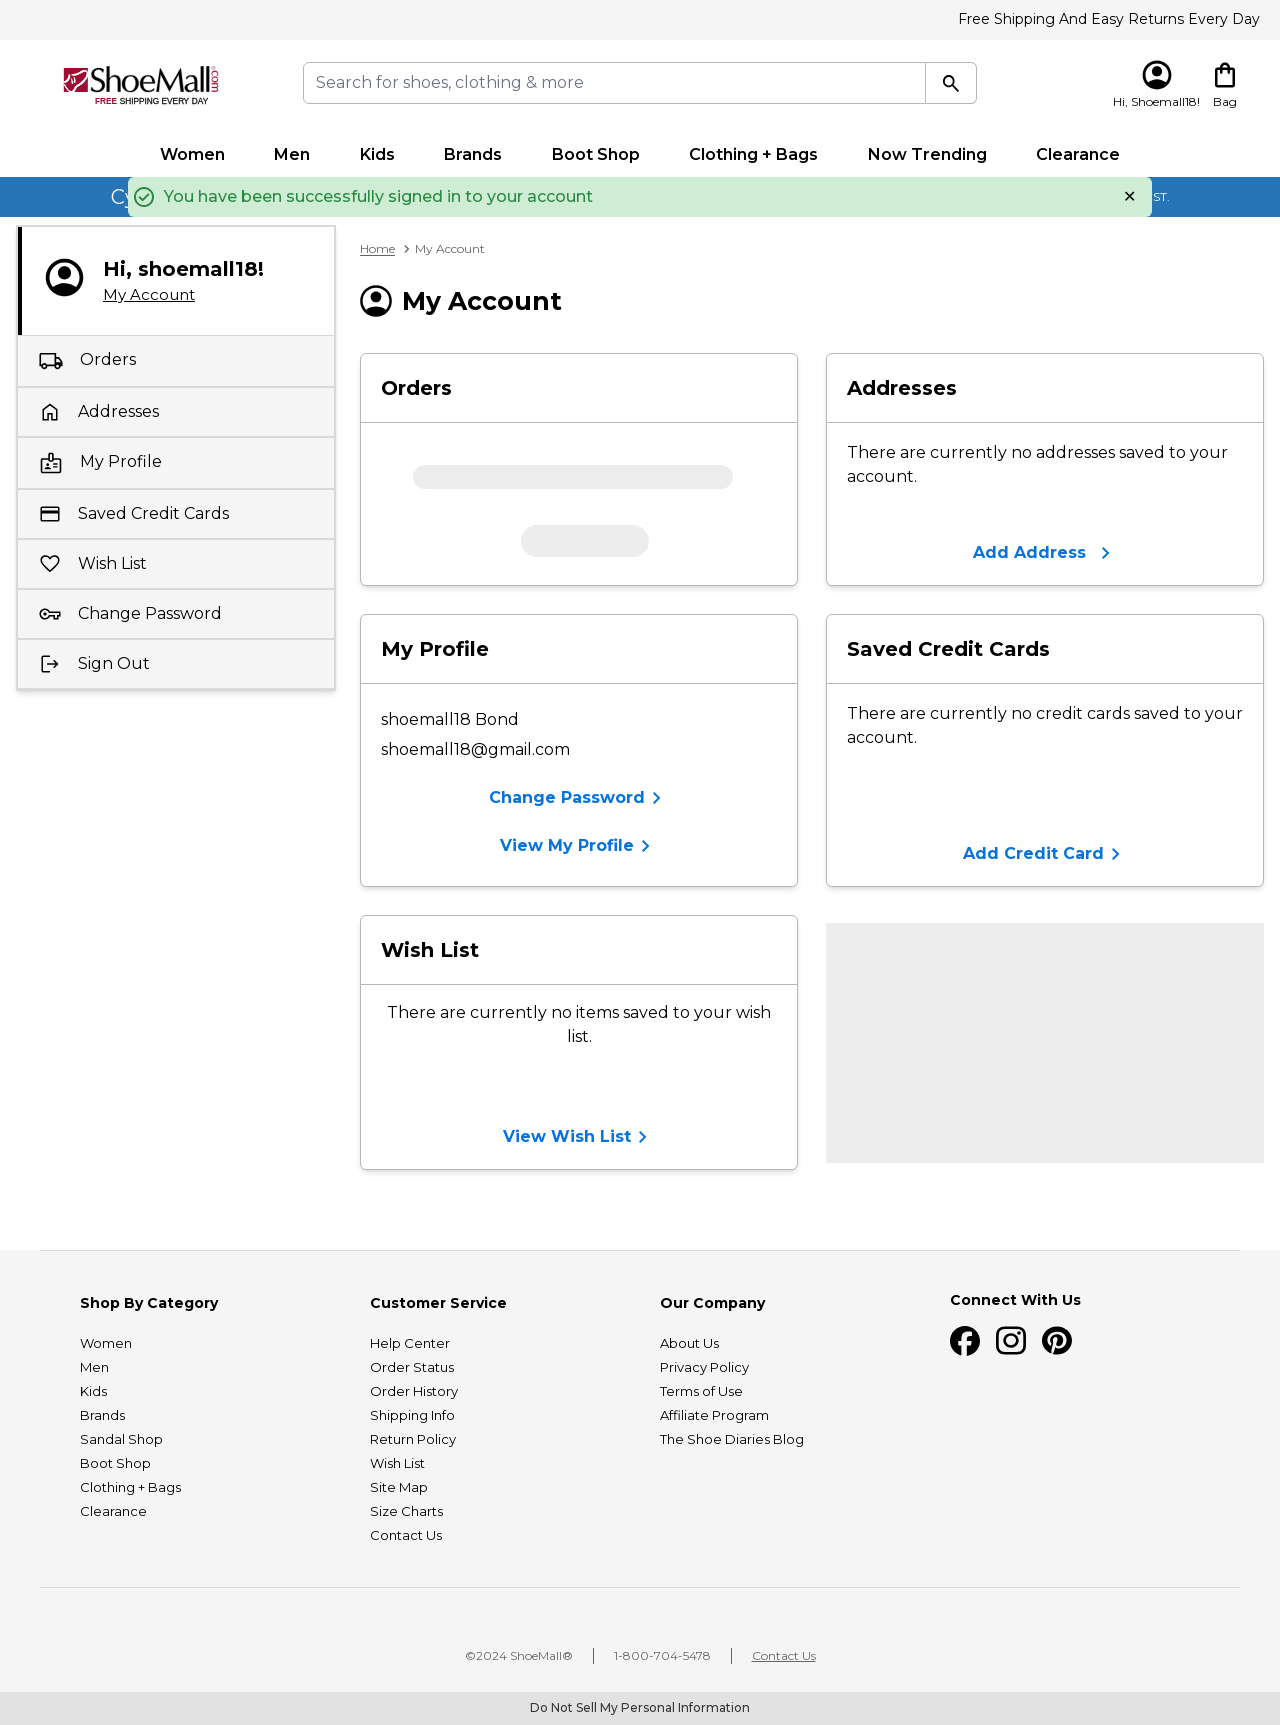 Free Shipping And Easy Returns Every Day
ShoeMall.com®
FREE SHIPPING EVERY DAY
Search for shoes, clothing & more
Hi, Shoemall18!
Bag
Women
Men
Kids
Brands
Boot Shop
Clothing + Bags
Now Trending
Clearance
You have been successfully signed in to your account
ST.
Hi, shoemall18!
My Account
Orders
Addresses
My Profile
Saved Credit Cards
Wish List
Change Password
Sign Out
Home
My Account
My Account
Orders
Addresses
There are currently no addresses saved to your
account.
Add Address
My Profile
shoemall18 Bond
shoemall18@gmail.com
Change Password
View My Profile
Saved Credit Cards
There are currently no credit cards saved to your
account.
Add Credit Card
Wish List
There are currently no items saved to your wish
list.
View Wish List
Shop By Category
Women
Men
Kids
Brands
Sandal Shop
Boot Shop
Clothing + Bags
Clearance
Customer Service
Help Center
Order Status
Order History
Shipping Info
Return Policy
Wish List
Site Map
Size Charts
Contact Us
Our Company
About Us
Privacy Policy
Terms of Use
Affiliate Program
The Shoe Diaries Blog
Connect With Us
©2024 ShoeMall®
1-800-704-5478
Contact Us
Do Not Sell My Personal Information